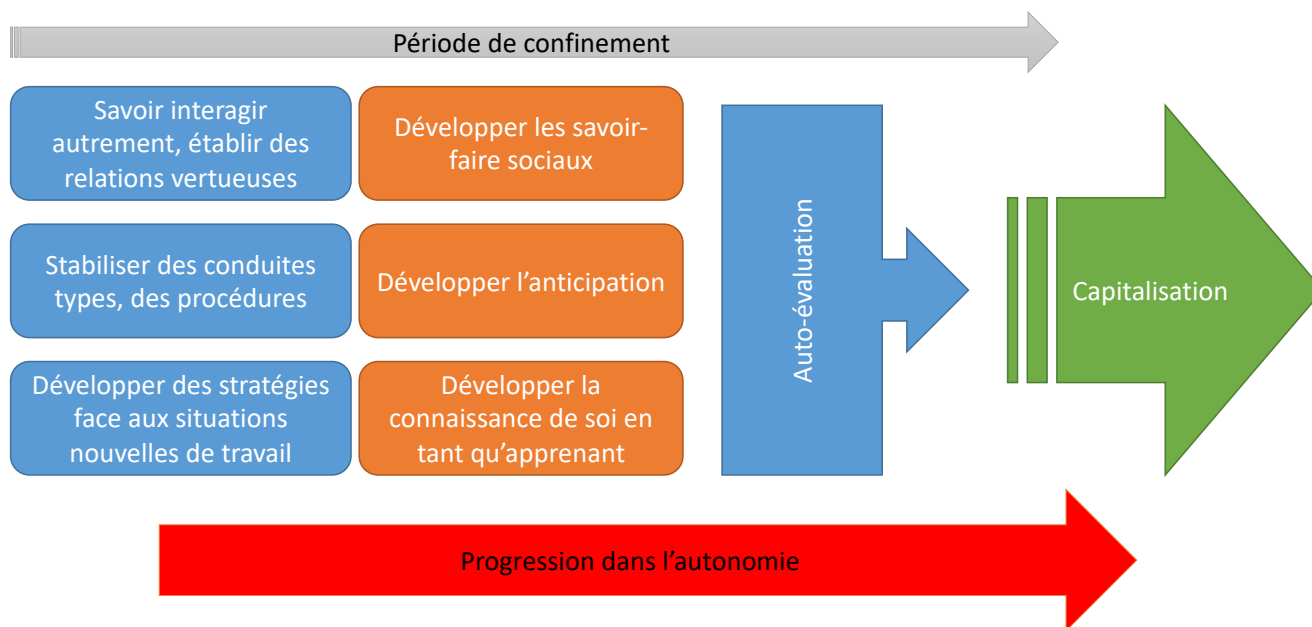 Période de confinement
Savoir interagir
autrement, établir des
relations vertueuses
Développer les savoir-
faire sociaux
Stabiliser des conduites
types, des procédures
Développer l’anticipation
Développer des stratégies
face aux situations
nouvelles de travail
Développer la
connaissance de soi en
tant qu’apprenant
Auto-évaluation
Capitalisation
Progression dans l’autonomie